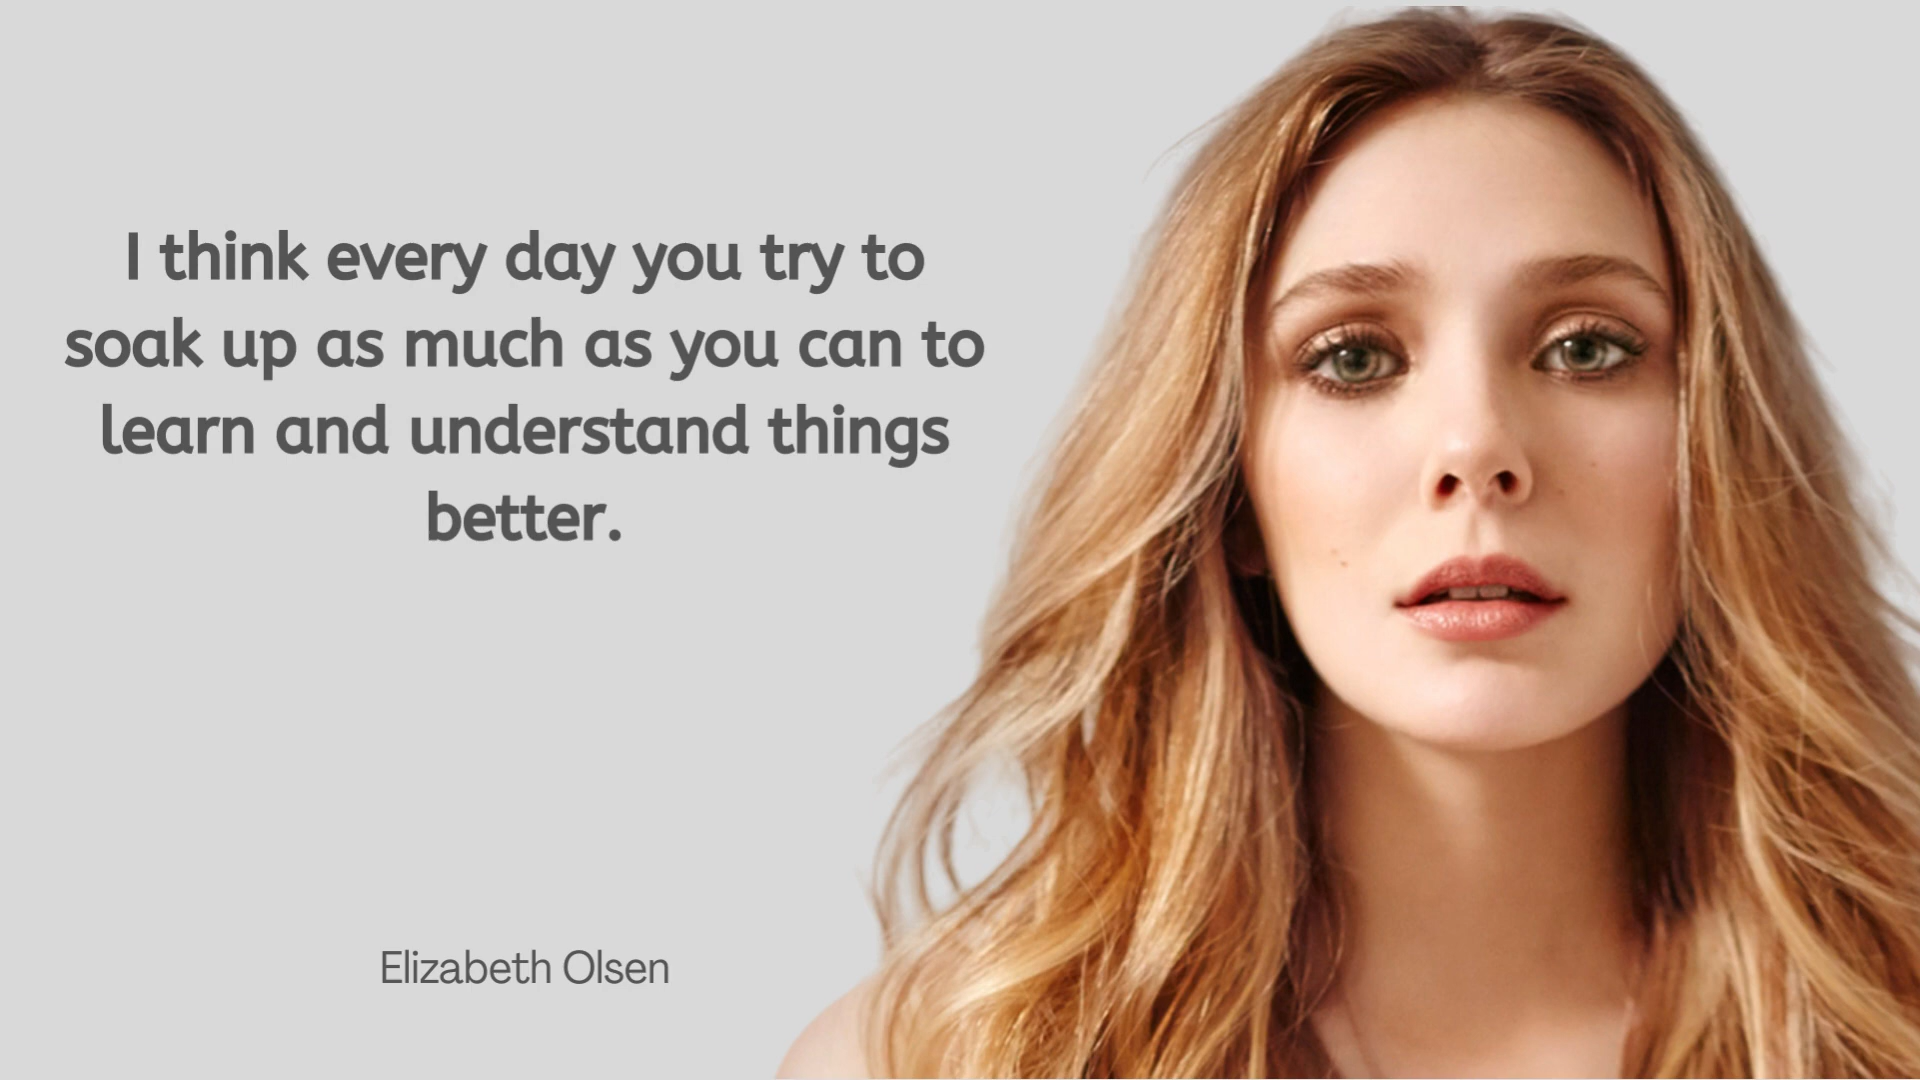 I think every day you try to
soak up as much as you can to
learn and understand things
better.
Elizabeth Olsen